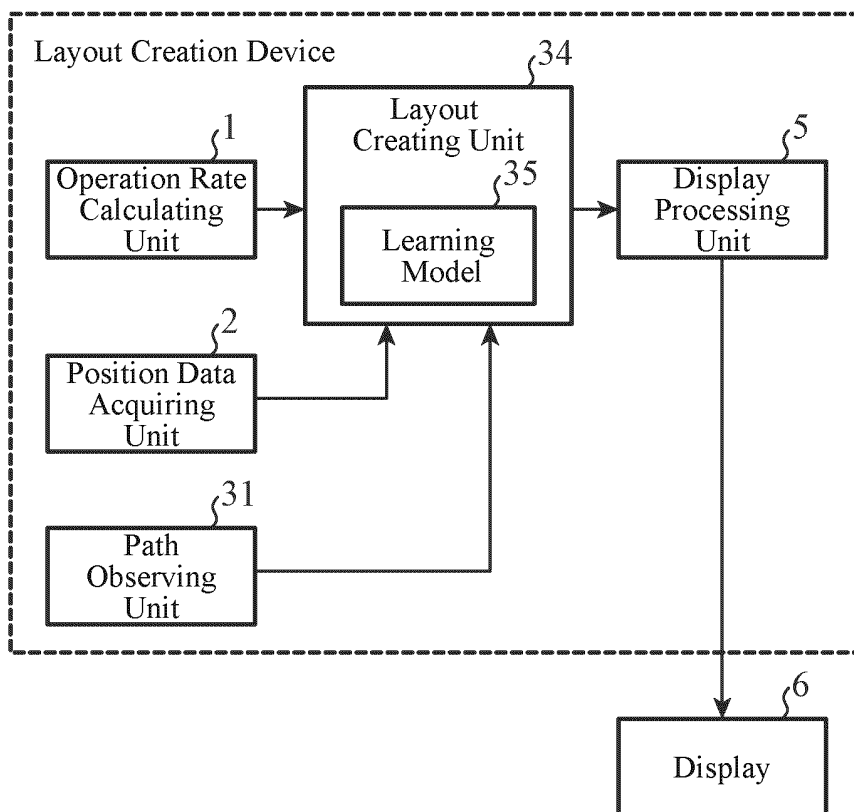 Layout Creation Device
34
Layout
Creating Unit
35
Learning
Model
1
Operation Rate
Calculating
Unit
5
Display
Processing
Unit
2
Position Data
Acquiring
Unit
31
Path
Observing
Unit
6
Display